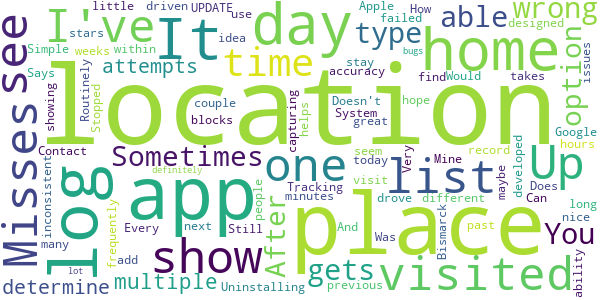 location
place
app
log
home
show
list
It
I've
day
see
Misses
one
Up
visited
time
able
type
wrong
option
You
gets
After
multiple
determine
attempts
Sometimes
UPDATE
little
driven
Apple
How
failed
use
stars
weeks
within
idea
designed
bugs
Simple
stay
accuracy
Would
takes
find
issues
Says
couple
Doesn't
hope
showing
Routinely
Stopped
blocks
capturing
System
great
Google
hours
Contact
helps
Very
seem
today
record
Mine
maybe
developed
Does
inconsistent
definitely
visit
Tracking
people
minutes
drove
different
Can
long
many
frequently
Every
next
Still
And
Was
Bismarck
past
nice
ability
add
Uninstalling
previous
lot